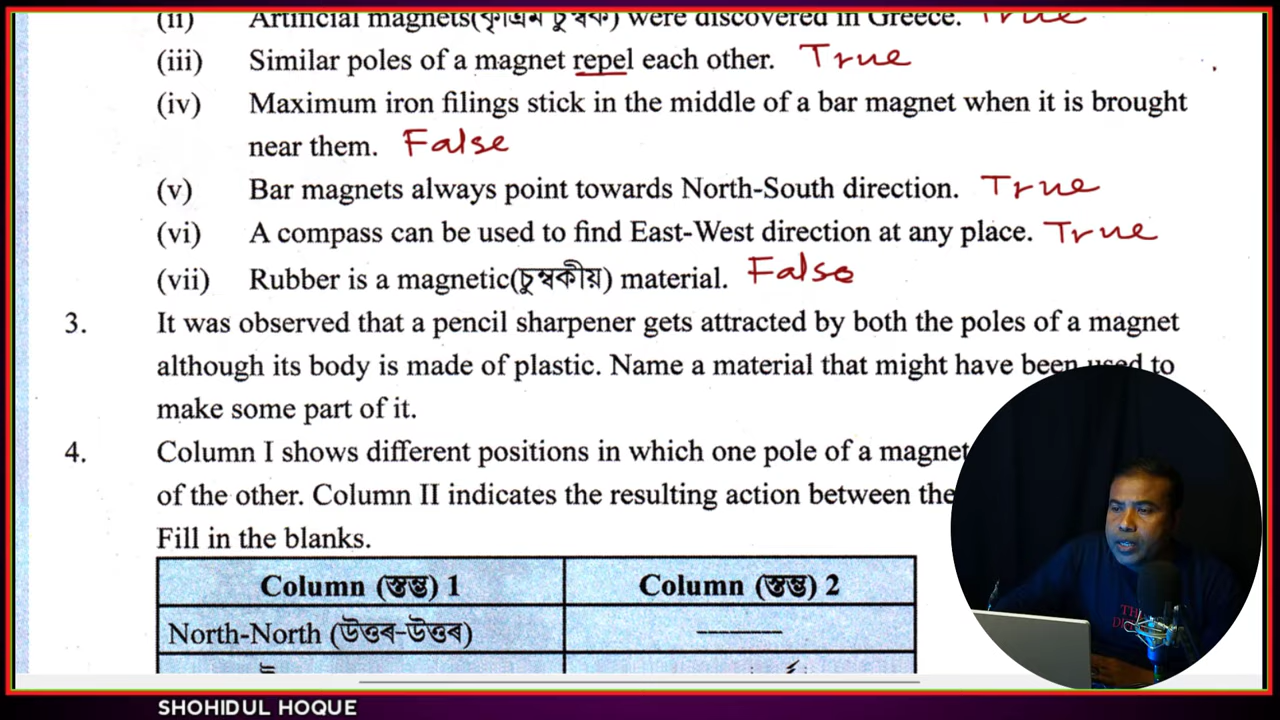 (ii) Artificial magnets(কৃত্ৰিম চুম্বক) were discovered in Greece. True
(iii) Similar poles of a magnet repel each other. True
(iv) Maximum iron filings stick in the middle of a bar magnet when it is brought
near them. False
(v) Bar magnets always point towards North-South direction. True
(vi) A compass can be used to find East-West direction at any place. True
(vii) Rubber is a magnetic(চুম্বকীয়) material. False
3. It was observed that a pencil sharpener gets attracted by both the poles of a magnet
although its body is made of plastic. Name a material that might have been used to
make some part of it.
4. Column I shows different positions in which one pole of a magnet
of the other. Column II indicates the resulting action between the
Fill in the blanks.
Column (স্তম্ভ) 1 Column (স্তম্ভ) 2
North-North (উত্তৰ-উত্তৰ) ———
SHOHIDUL HOQUE